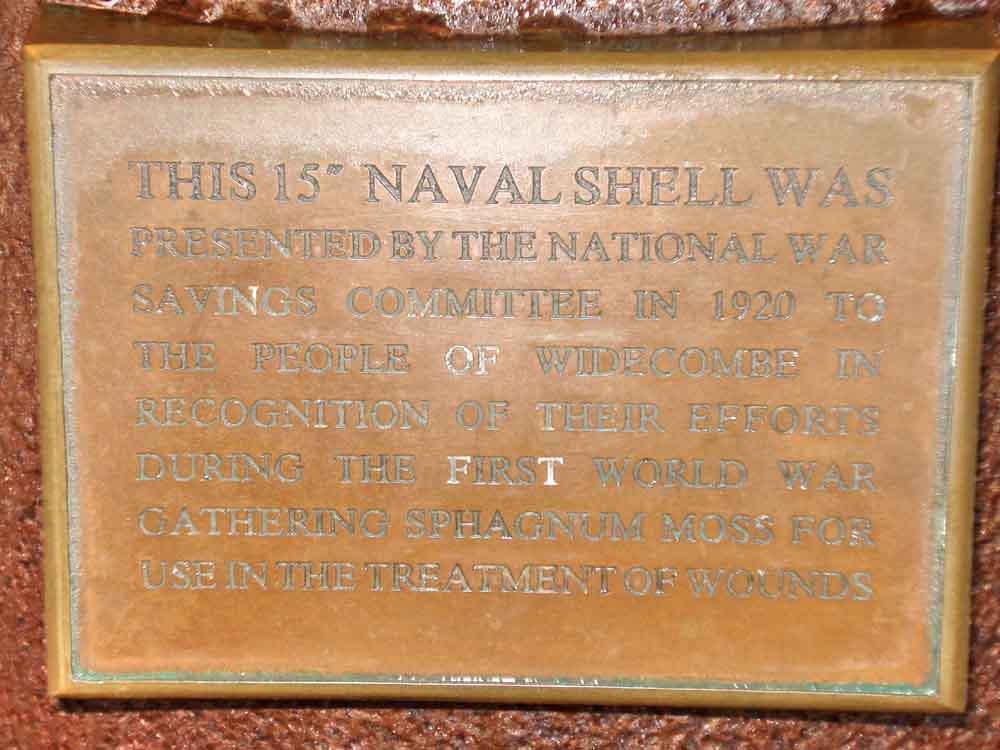 THIS 15" NAVAL SHELL WAS
PRESENTED BY THE NATIONAL WAR
SAVINGS COMMITTEE IN 1920 TO
THE PEOPLE OF WIDECOMBE IN
RECOGNITION OF THEIR EFFORTS
DURING THE FIRST WORLD WAR
GATHERING SPHAGNUM MOSS FOR
USE IN THE TREATMENT OF WOUNDS